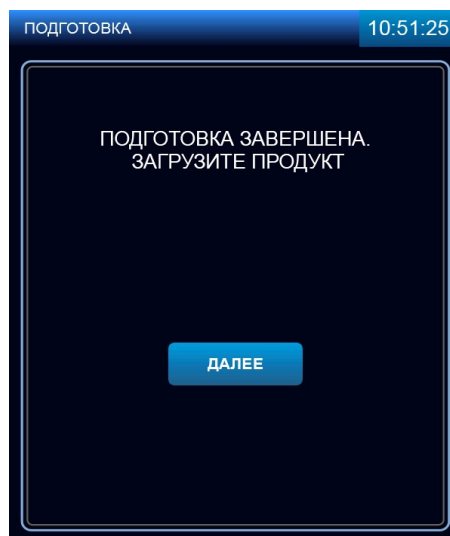 ПОДГОТОВКА 10:51:25
ПОДГОТОВКА ЗАВЕРШЕНА.
ЗАГРУЗИТЕ ПРОДУКТ
ДАЛЕЕ